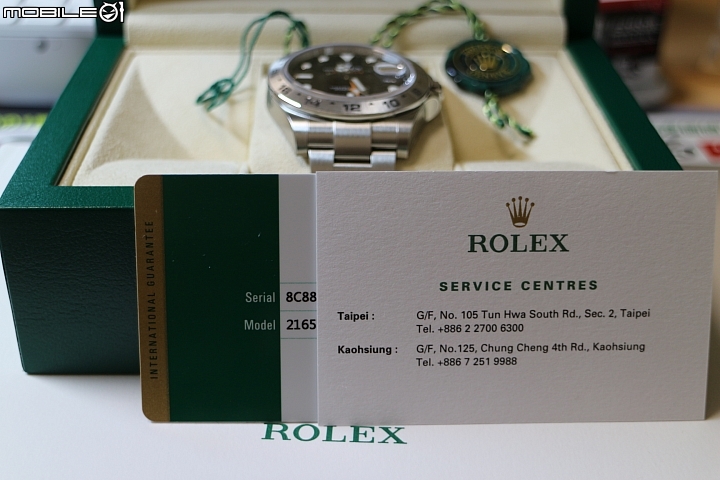 MOBILE01
INTERNATIONAL GUARANTEE
Serial 8C88
Model 2165
ROLEX
SERVICE CENTRES
Taipei : G/F, No. 105 Tun Hwa South Rd., Sec. 2, Taipei
Tel. +886 2 2700 6300
Kaohsiung : G/F, No.125, Chung Cheng 4th Rd., Kaohsiung
Tel. +886 7 251 9988
ROLEX